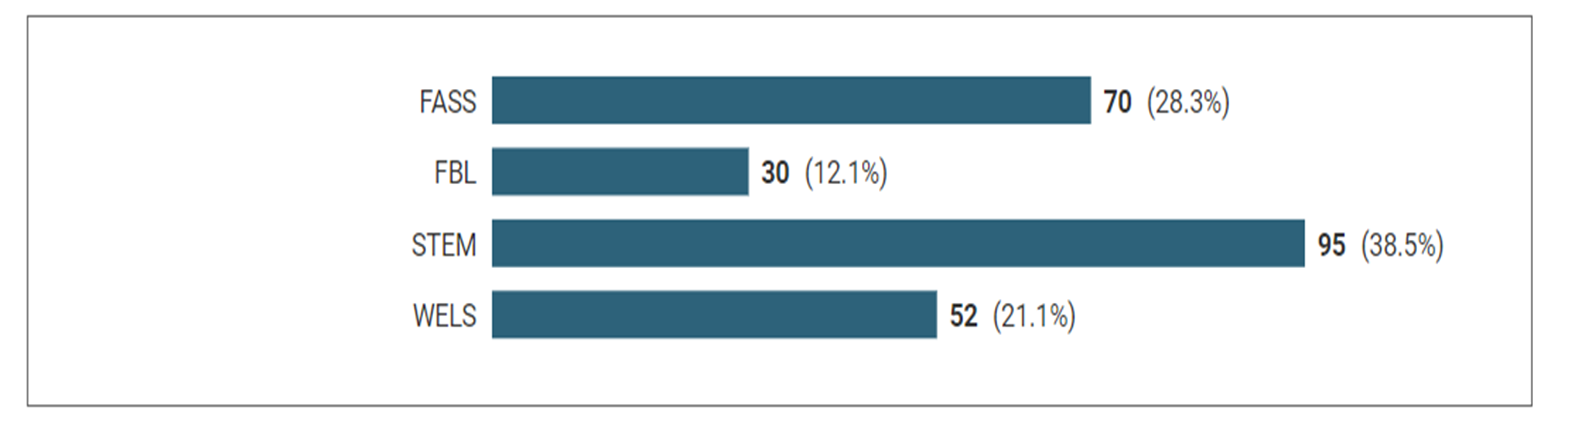 FASS 70 (28.3%)
FBL 30 (12.1%)
STEM 95 (38.5%)
WELS 52 (21.1%)